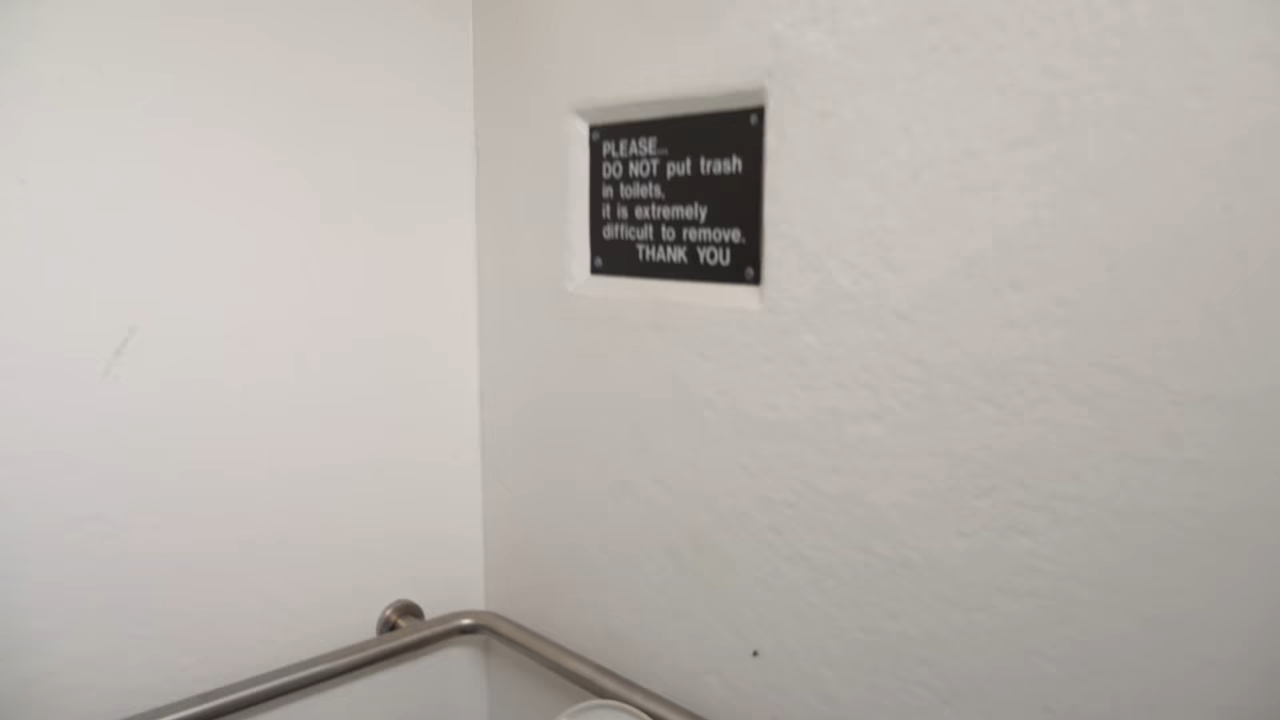 PLEASE...
DO NOT put trash
in toilets,
it is extremely
difficult to remove.
THANK YOU